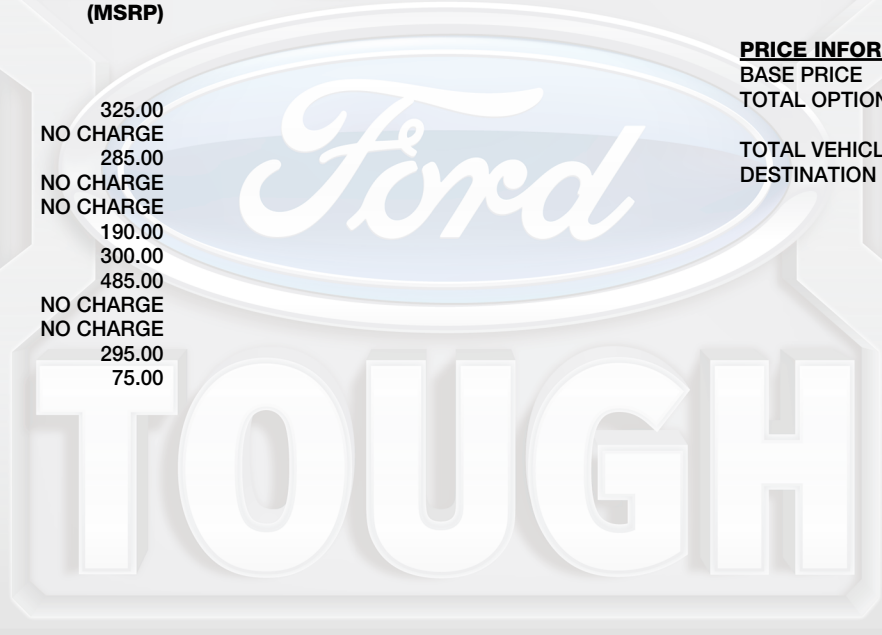 (MSRP)
325.00
NO CHARGE
285.00
NO CHARGE
NO CHARGE
190.00
300.00
485.00
NO CHARGE
NO CHARGE
295.00
75.00
PRICE INFOR
BASE PRICE
TOTAL OPTION
TOTAL VEHICL
DESTINATION
Ford
TOUGH